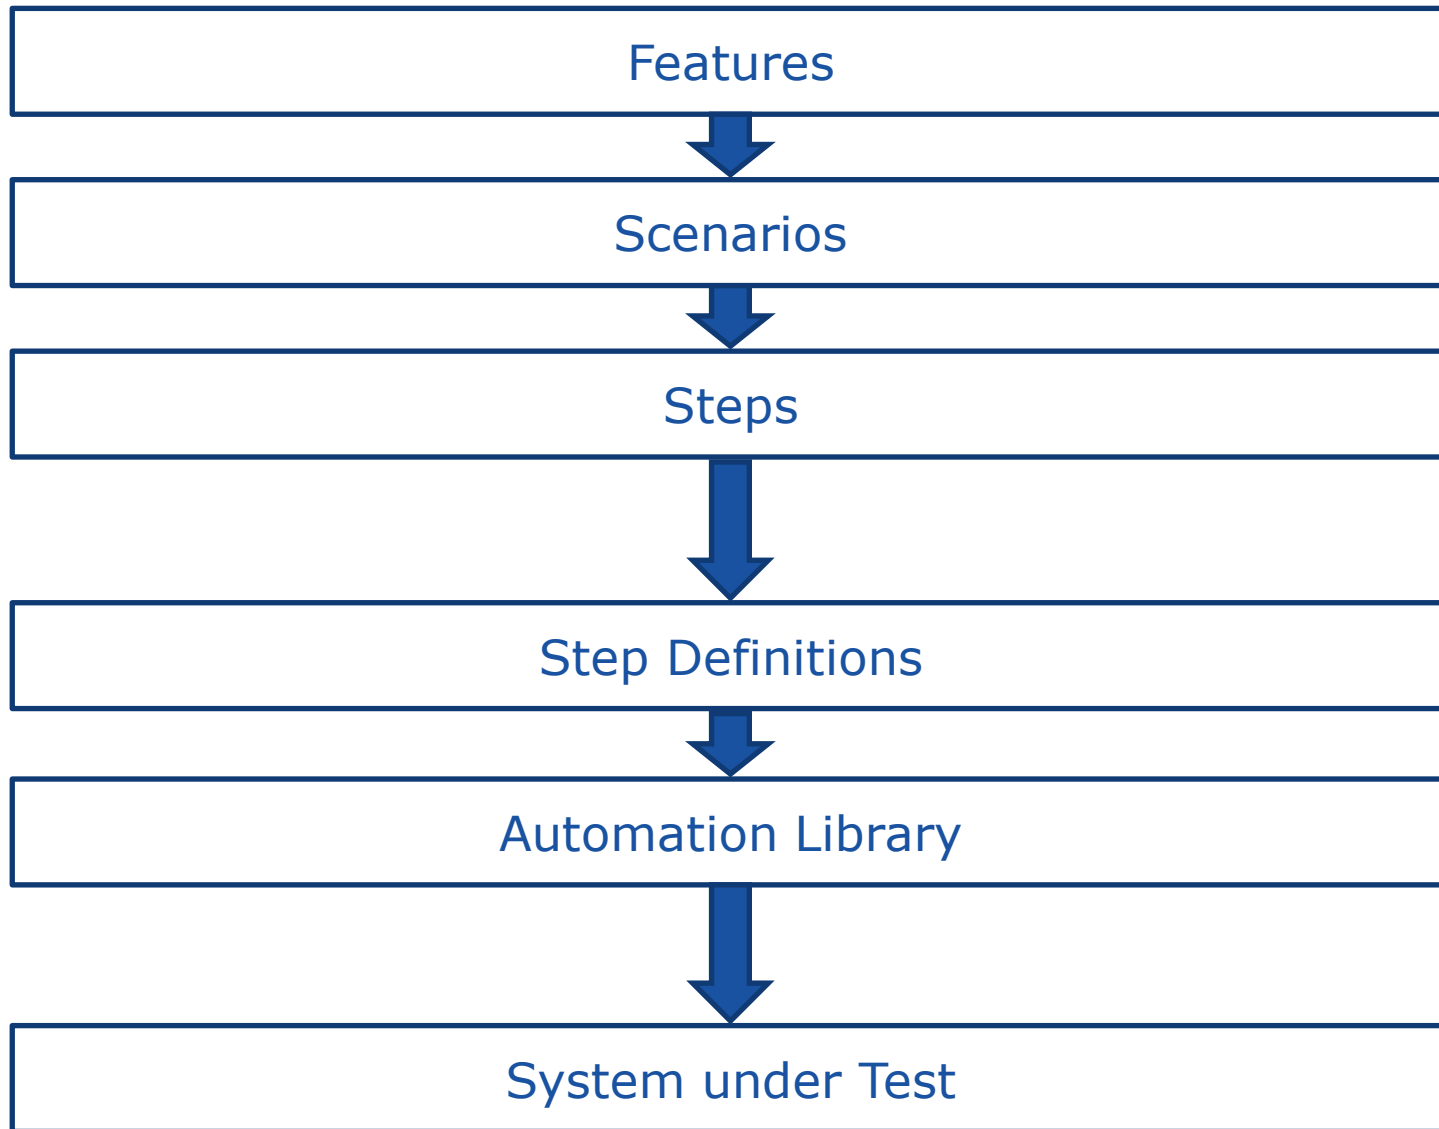 Features
Scenarios
Steps
Step Definitions
Automation Library
System under Test